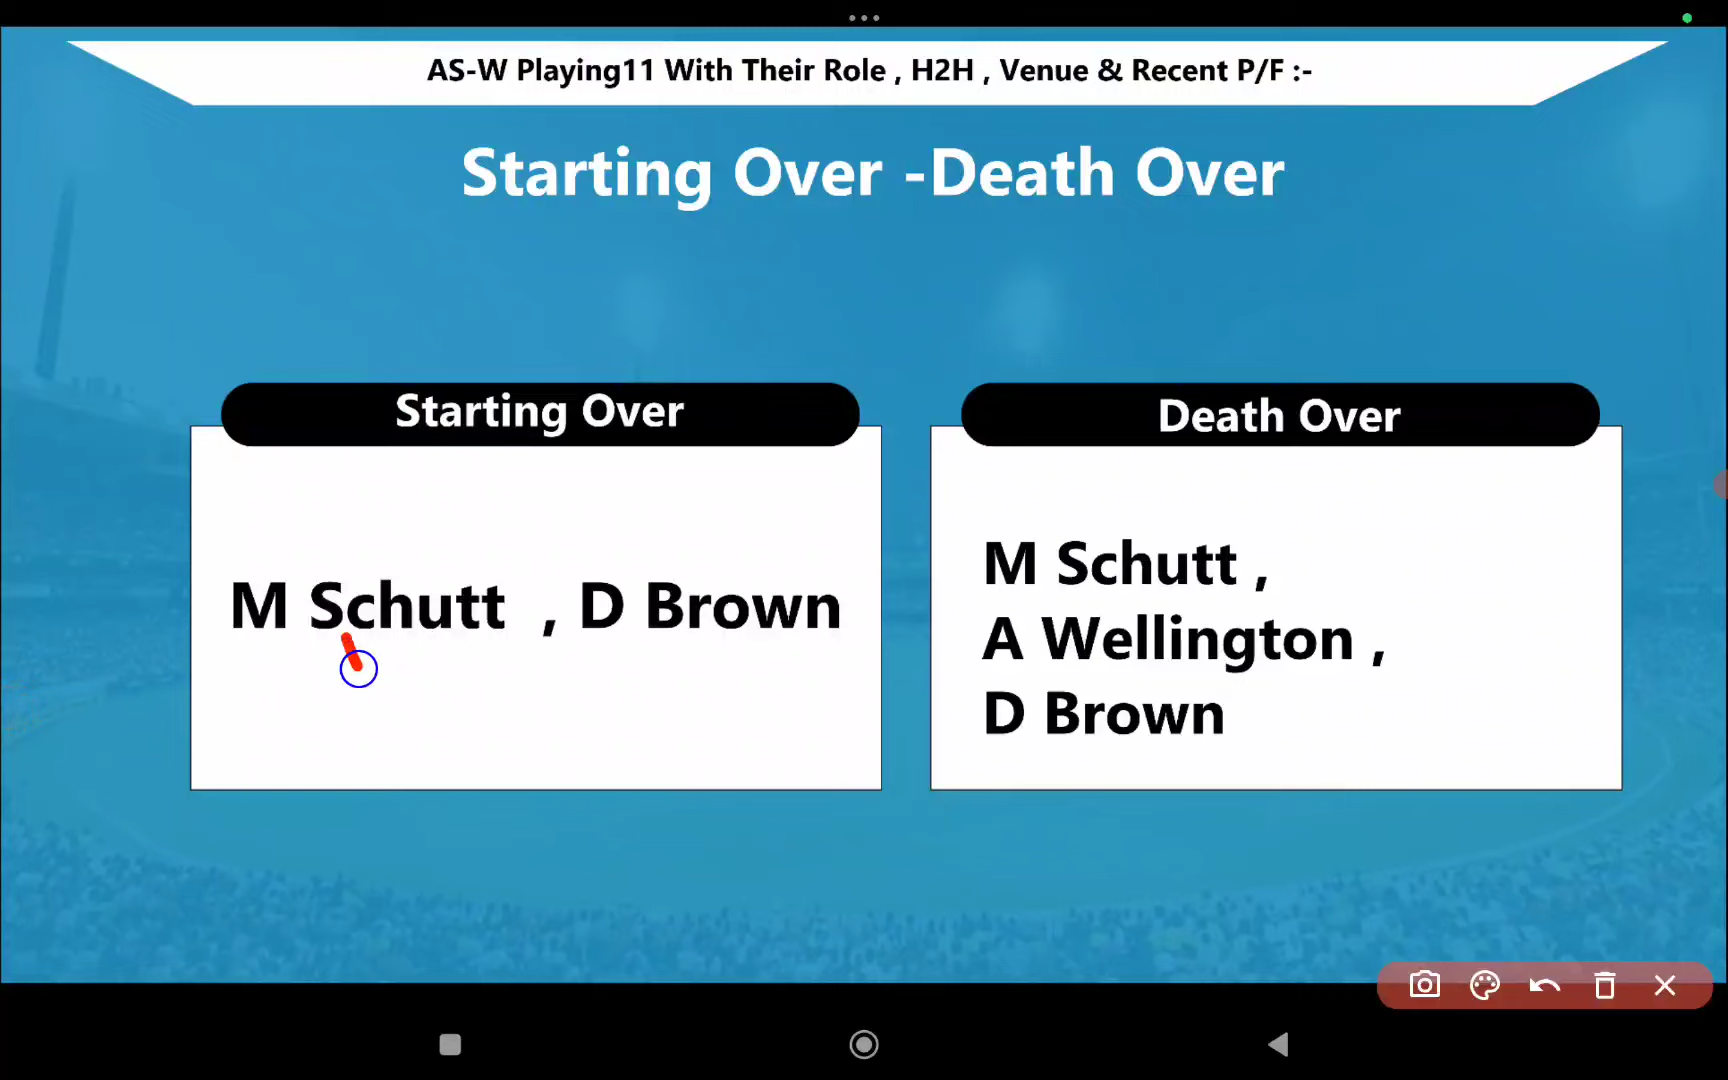 AS-W Playing11 With Their Role , H2H , Venue & Recent P/F :-
Starting Over -Death Over
Starting Over
M Schutt , D Brown
Death Over
M Schutt ,
A Wellington ,
D Brown